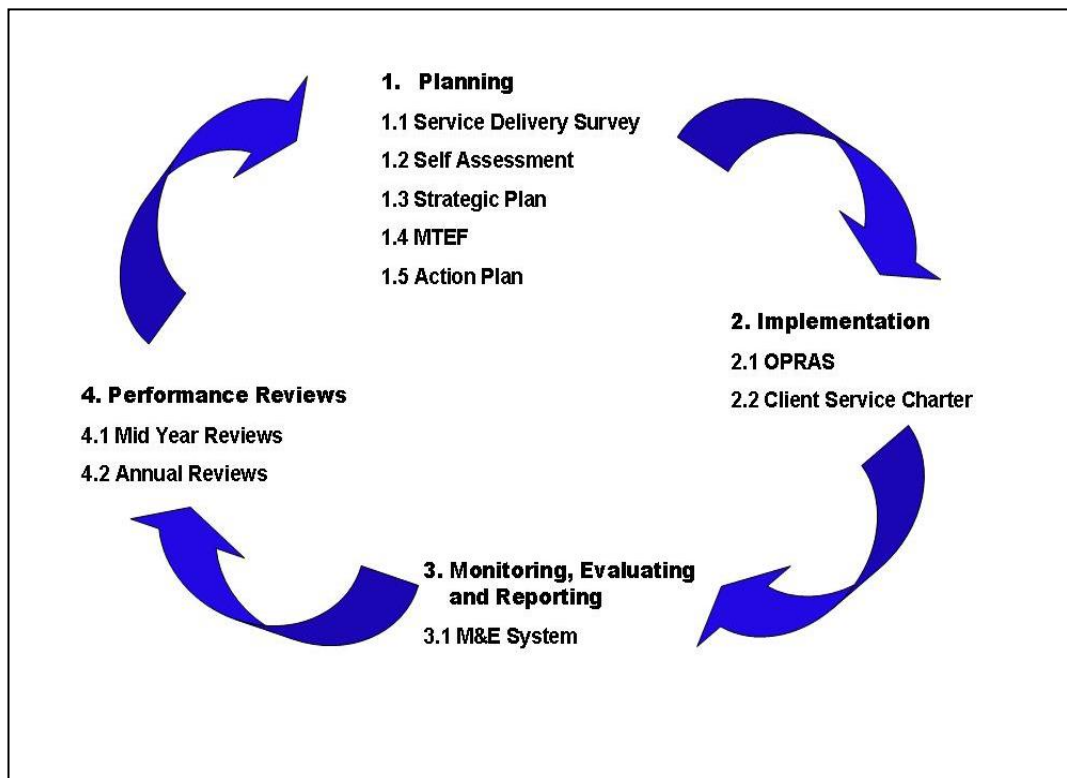 1. Planning
1.1 Service Delivery Survey
1.2 Self Assessment
1.3 Strategic Plan
1.4 MTEF
1.5 Action Plan
2. Implementation
2.1 OPRAS
2.2 Client Service Charter
3. Monitoring, Evaluating
and Reporting
3.1 M&E System
4. Performance Reviews
4.1 Mid Year Reviews
4.2 Annual Reviews